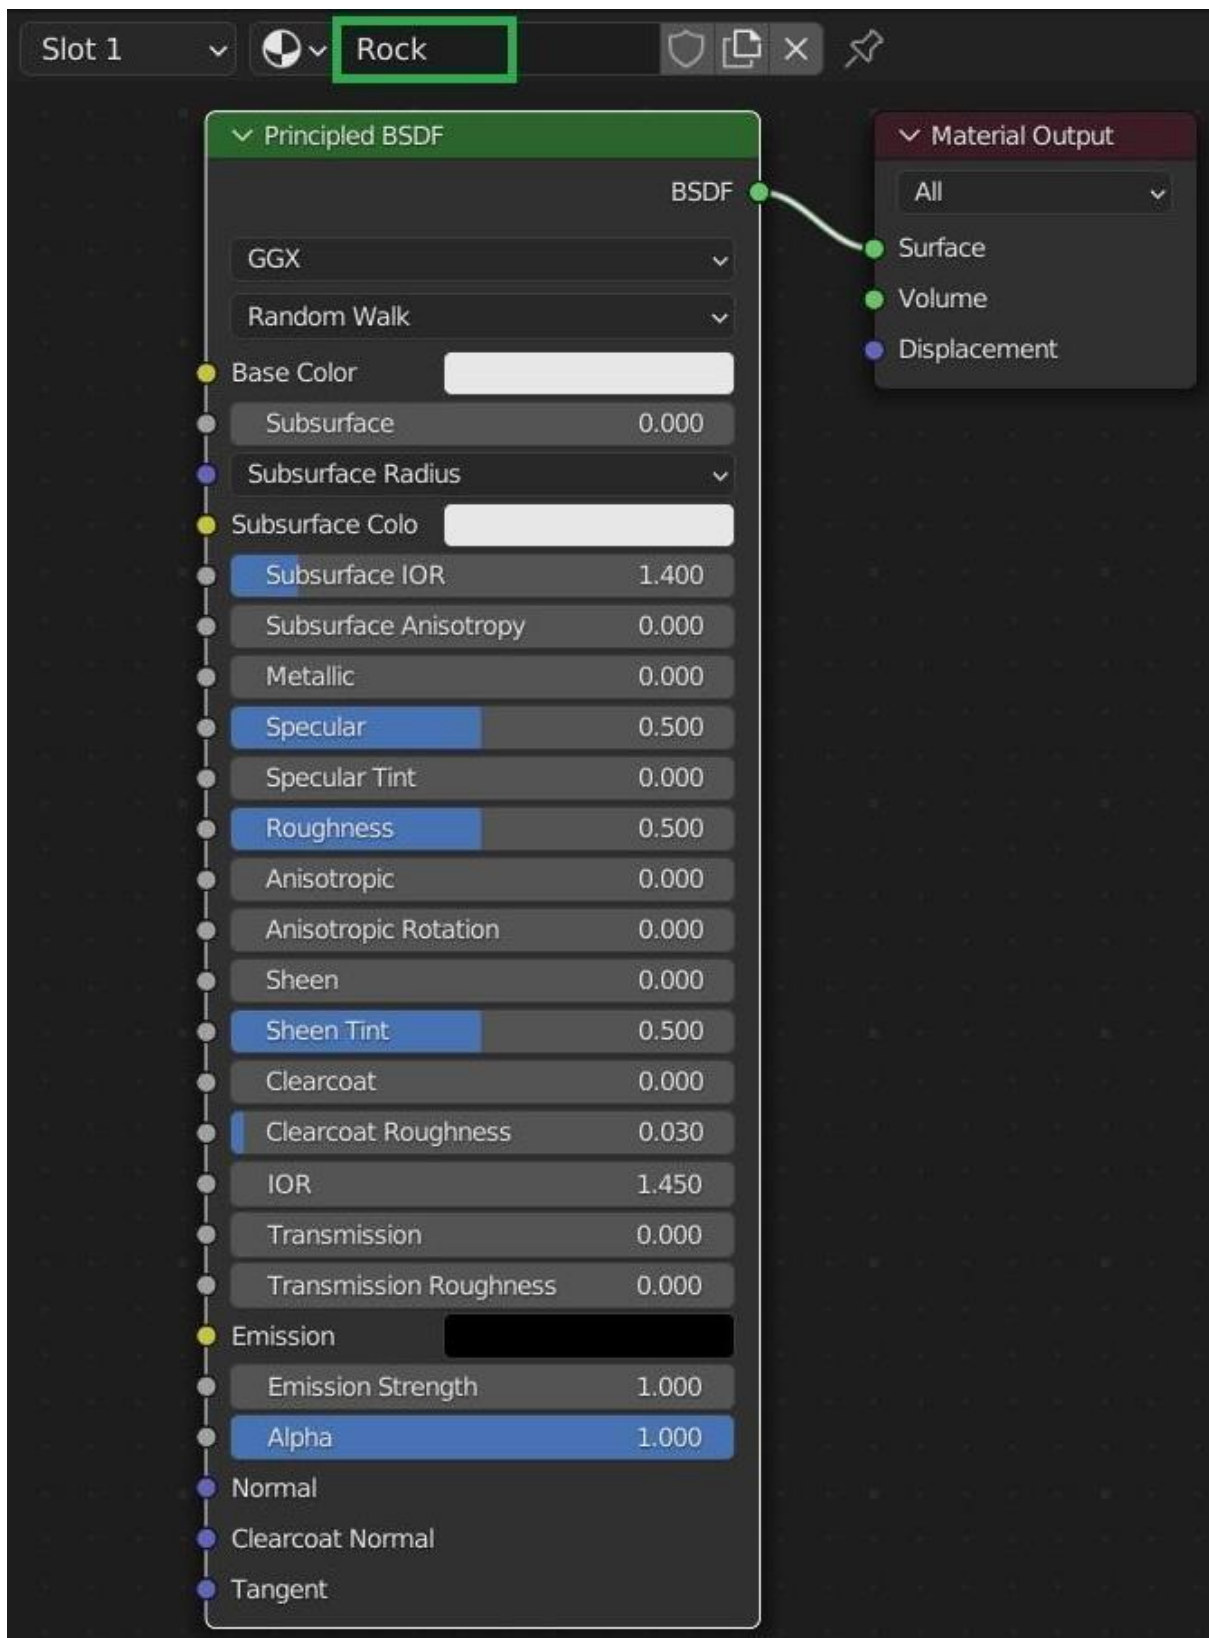 Slot 1
Rock
Principled BSDF
BSDF
GGX
Random Walk
Base Color
Subsurface 0.000
Subsurface Radius
Subsurface Colo
Subsurface IOR 1.400
Subsurface Anisotropy 0.000
Metallic 0.000
Specular 0.500
Specular Tint 0.000
Roughness 0.500
Anisotropic 0.000
Anisotropic Rotation 0.000
Sheen 0.000
Sheen Tint 0.500
Clearcoat 0.000
Clearcoat Roughness 0.030
IOR 1.450
Transmission 0.000
Transmission Roughness 0.000
Emission
Emission Strength 1.000
Alpha 1.000
Normal
Clearcoat Normal
Tangent
Material Output
All
Surface
Volume
Displacement